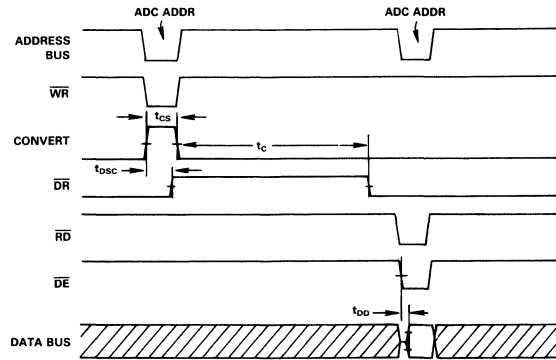 ADC ADDR
ADC ADDR
ADDRESS
BUS
WR
tCS
CONVERT
tC
tDSC
DR
RD
DE
tDD
DATA BUS